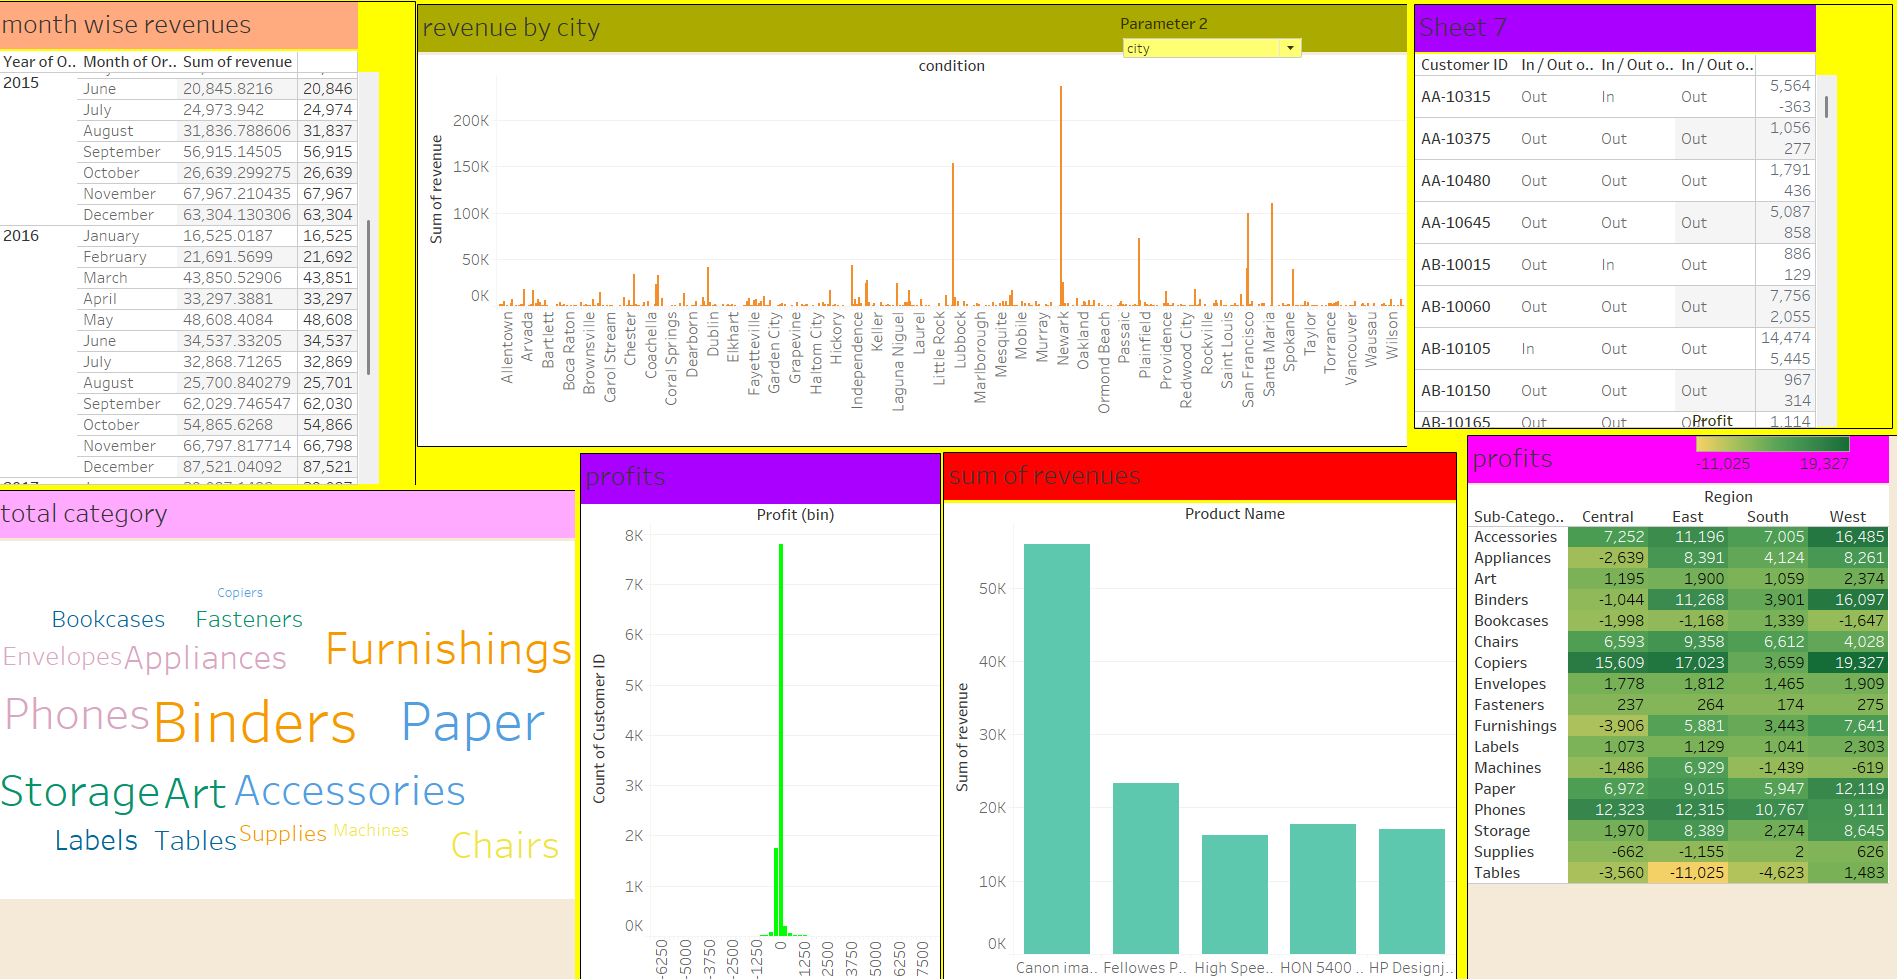 month wise revenues
Year of O.. Month of Or.. Sum of revenue
2015
June 20,845.8216 20,846
July 24,973.942 24,974
August 31,836.788606 31,837
September 56,915.14505 56,915
October 26,639.299275 26,639
November 67,967.210435 67,967
December 63,304.130306 63,304
2016 January 16,525.0187 16,525
February 21,691.5699 21,692
March 43,850.52906 43,851
April 33,297.3881 33,297
May 48,608.4084 48,608
June 34,537.33205 34,537
July 32,868.71265 32,869
August 25,700.840279 25,701
September 62,029.746547 62,030
October 54,865.6268 54,866
November 66,797.817714 66,798
December 87,521.04092 87,521
revenue by city
Parameter 2
city
condition
Sum of revenue
200K
150K
100K
50K
0K
Allentown
Arvada
Bartlett
Boca Raton
Brownsville
Carol Stream
Chester
Coachella
Coral Springs
Dearborn
Dublin
Elkhart
Fayetteville
Garden City
Grapevine
Haltom City
Hickory
Independence
Keller
Laguna Niguel
Laurel
Little Rock
Lubbock
Marlborough
Mesquite
Mobile
Murray
Newark
Oakland
Ormond Beach
Passaic
Plainfield
Providence
Redwood City
Rockville
Saint Louis
San Francisco
Santa Maria
Spokane
Taylor
Torrance
Vancouver
Wausau
Wilson
Sheet 7
Customer ID In / Out o.. In / Out o.. In / Out o..
AA-10315 Out In Out 5,564
-363
AA-10375 Out Out Out 1,056
277
AA-10480 Out Out Out 1,791
436
AA-10645 Out Out Out 5,087
858
AB-10015 Out In Out 886
129
AB-10060 Out Out Out 7,756
2,055
AB-10105 In Out Out 14,474
5,445
AB-10150 Out Out Out 967
314
AB-10165 Out Out Out 1,114
total category
Copiers
Bookcases Fasteners
Envelopes Appliances Furnishings
Phones Binders Paper
Storage Art Accessories
Labels Tables Supplies Machines Chairs
profits
Profit (bin)
Count of Customer ID
8K
7K
6K
5K
4K
3K
2K
1K
0K
-6250
-5000
-3750
-2500
-1250
0
1250
2500
3750
5000
6250
7500
sum of revenues
Product Name
Sum of revenue
50K
40K
30K
20K
10K
0K
Canon ima.. Fellowes P.. High Spee.. HON 5400 .. HP Designj..
profits
Profit
-11,025 19,327
Region
Sub-Catego.. Central East South West
Accessories 7,252 11,196 7,005 16,485
Appliances -2,639 8,391 4,124 8,261
Art 1,195 1,900 1,059 2,374
Binders -1,044 11,268 3,901 16,097
Bookcases -1,998 -1,168 1,339 -1,647
Chairs 6,593 9,358 6,612 4,028
Copiers 15,609 17,023 3,659 19,327
Envelopes 1,778 1,812 1,465 1,909
Fasteners 237 264 174 275
Furnishings -3,906 5,881 3,443 7,641
Labels 1,073 1,129 1,041 2,303
Machines -1,486 6,929 -1,439 -619
Paper 6,972 9,015 5,947 12,119
Phones 12,323 12,315 10,767 9,111
Storage 1,970 8,389 2,274 8,645
Supplies -662 -1,155 2 626
Tables -3,560 -11,025 -4,623 1,483